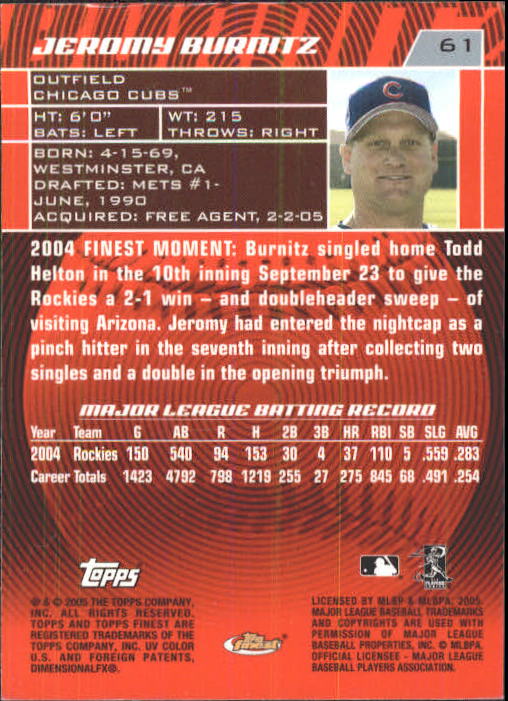 JEROMY BURNITZ
61
OUTFIELD
CHICAGO CUBS™
HT: 6'0" WT: 215
BATS: LEFT THROWS: RIGHT
BORN: 4-15-69,
WESTMINSTER, CA
DRAFTED: METS #1-
JUNE, 1990
ACQUIRED: FREE AGENT, 2-2-05
C
2004 FINEST MOMENT: Burnitz singled home Todd
Helton in the 10th inning September 23 to give the
Rockies a 2-1 win – and doubleheader sweep – of
visiting Arizona. Jeromy had entered the nightcap as a
pinch hitter in the seventh inning after collecting two
singles and a double in the opening triumph.
MAJOR LEAGUE BATTING RECORD
Year Team G AB R H 2B 3B HR RBI SB SLG AVG
2004 Rockies 150 540 94 153 30 4 37 110 5 .559 .283
Career Totals 1423 4792 798 1219 255 27 275 845 68 .491 .254
Topps
® & © 2005 THE TOPPS COMPANY,
INC. ALL RIGHTS RESERVED.
TOPPS AND TOPPS FINEST ARE
REGISTERED TRADEMARKS OF THE
TOPPS COMPANY, INC. UV COLOR
U.S. AND FOREIGN PATENTS,
DIMENSIONALFX®.
Topps
finest
LICENSED BY MLBP & MLBPA, 2005.
MAJOR LEAGUE BASEBALL TRADEMARKS
AND COPYRIGHTS ARE USED WITH
PERMISSION OF MAJOR LEAGUE
BASEBALL PROPERTIES, INC. © MLBPA.
OFFICIAL LICENSEE - MAJOR LEAGUE
BASEBALL PLAYERS ASSOCIATION.